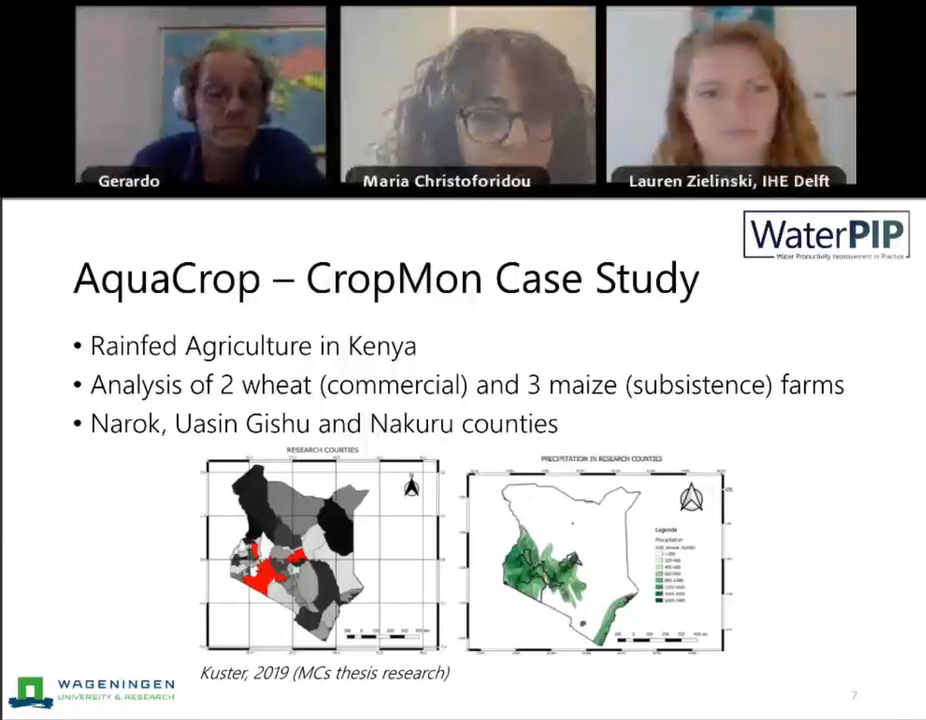 Gerardo
Maria Christoforidou
Lauren Zielinski, IHE Delft
WaterPIP
Water Productivity Improvement in Practice
AquaCrop – CropMon Case Study
• Rainfed Agriculture in Kenya
• Analysis of 2 wheat (commercial) and 3 maize (subsistence) farms
• Narok, Uasin Gishu and Nakuru counties
RESEARCH COUNTIES
PRECIPITATION IN RESEARCH COUNTIES
N
Legenda
Precipitation
Kuster, 2019 (MCs thesis research)
WAGENINGEN
UNIVERSITY & RESEARCH
7